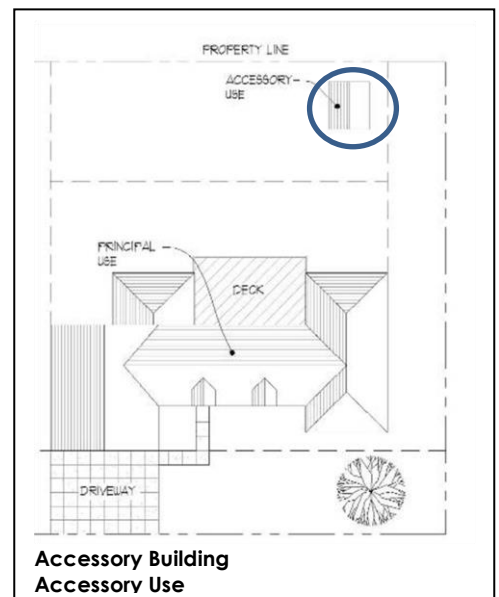 PROPERTY LINE
ACCESSORY
USE
PRINCIPAL
USE
DECK
DRIVEWAY
Accessory Building
Accessory Use